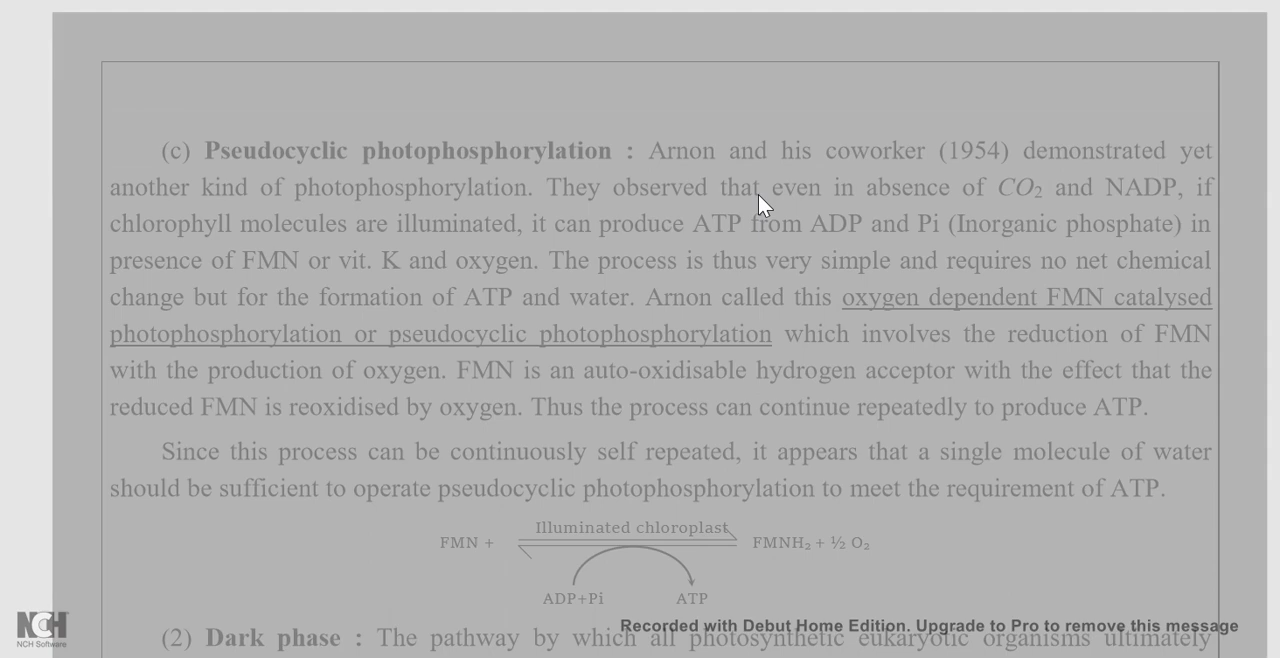 (c) Pseudocyclic photophosphorylation : Arnon and his coworker (1954) demonstrated yet
another kind of photophosphorylation. They observed that even in absence of CO₂ and NADP, if
chlorophyll molecules are illuminated, it can produce ATP from ADP and Pi (Inorganic phosphate) in
presence of FMN or vit. K and oxygen. The process is thus very simple and requires no net chemical
change but for the formation of ATP and water. Arnon called this oxygen dependent FMN catalysed
photophosphorylation or pseudocyclic photophosphorylation which involves the reduction of FMN
with the production of oxygen. FMN is an auto-oxidisable hydrogen acceptor with the effect that the
reduced FMN is reoxidised by oxygen. Thus the process can continue repeatedly to produce ATP.
Since this process can be continuously self repeated, it appears that a single molecule of water
should be sufficient to operate pseudocyclic photophosphorylation to meet the requirement of ATP.
Illuminated chloroplast
FMN + FMNH₂ + ½ O₂
ADP+Pi ATP
Recorded with Debut Home Edition. Upgrade to Pro to remove this message
(2) Dark phase : The pathway by which all photosynthetic eukaryotic organisms ultimately
NCH
NCH Software